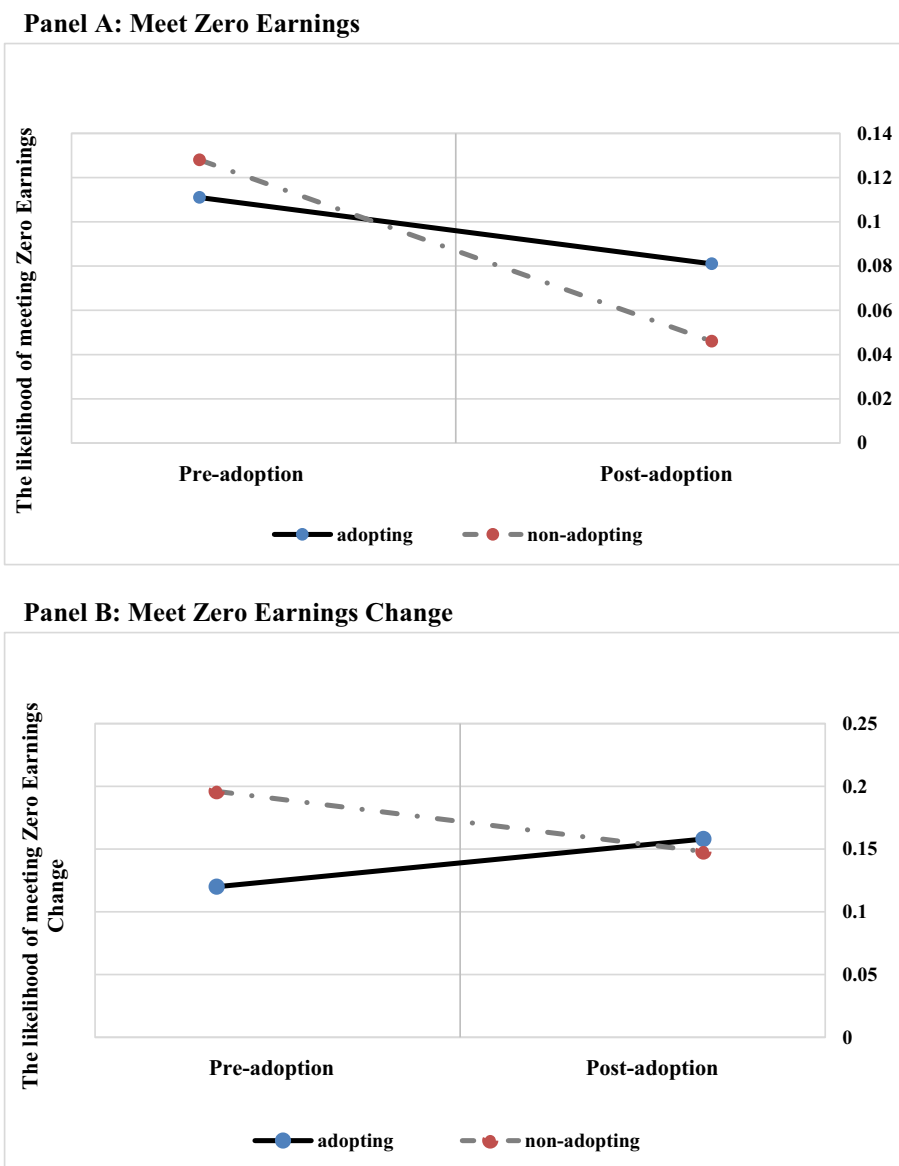 Panel A: Meet Zero Earnings
The likelihood of meeting Zero Earnings
0.14
0.12
0.1
0.08
0.06
0.04
0.02
0
Pre-adoption
Post-adoption
adopting
non-adopting
Panel B: Meet Zero Earnings Change
The likelihood of meeting Zero Earnings
Change
0.25
0.2
0.15
0.1
0.05
0
Pre-adoption
Post-adoption
adopting
non-adopting